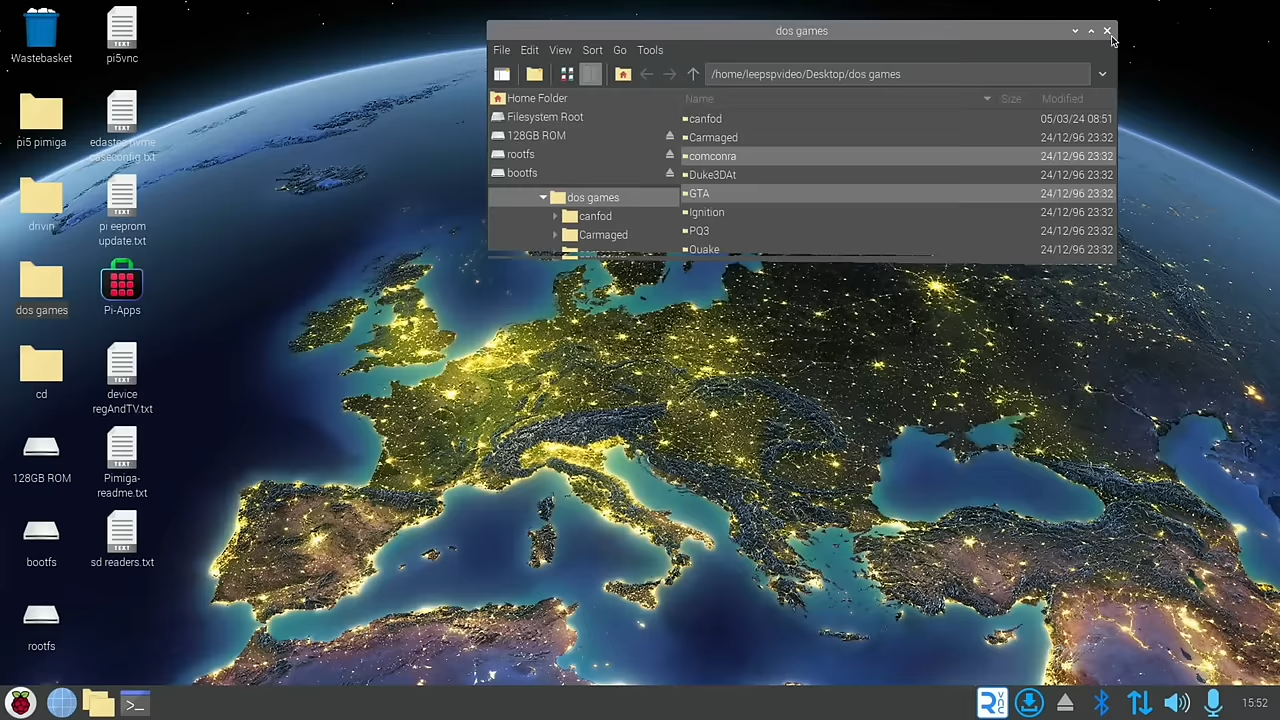 Wastebasket
pi5vnc
pi5 pimiga
edastec nvme
caseconfig.txt
drivin
pi eeprom
update.txt
dos games
Pi-Apps
cd
device
regAndTV.txt
128GB ROM
Pimiga-
readme.txt
bootfs
sd readers.txt
rootfs
dos games
File Edit View Sort Go Tools
/home/leepspvideo/Desktop/dos games
Home Folder
Filesystem Root
128GB ROM
rootfs
bootfs
dos games
canfod
Carmaged
Name Size Modified
canfod 05/03/24 08:51
Carmaged 24/12/96 23:32
comconra 24/12/96 23:32
Duke3DAt 24/12/96 23:32
GTA 24/12/96 23:32
Ignition 24/12/96 23:32
PQ3 24/12/96 23:32
Quake 24/12/96 23:32
15:52